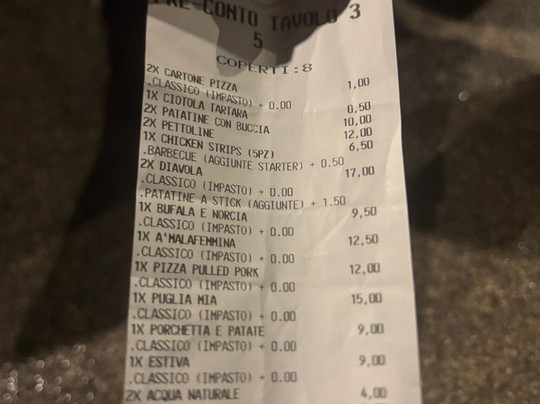 PRE-CONTO TAVOLO 3
5
COPERTI:8
2X CARTONE PIZZA 1,00
.CLASSICO (IMPASTO) + 0.00
1X CIOTOLA TARTARA 0,50
2X PATATINE CON BUCCIA 10,00
2X PETTOLINE 12,00
1X CHICKEN STRIPS (5PZ) 6,50
.BARBECUE (AGGIUNTE STARTER) + 0.50
2X DIAVOLA 17,00
.CLASSICO (IMPASTO) + 0.00
.PATATINE A STICK (AGGIUNTE) + 1.50
1X BUFALA E NORCIA 9,50
.CLASSICO (IMPASTO) + 0.00
1X A'MALAFEMMINA 12,50
.CLASSICO (IMPASTO) + 0.00
1X PIZZA PULLED PORK 12,00
.CLASSICO (IMPASTO) + 0.00
1X PUGLIA MIA 15,00
.CLASSICO (IMPASTO) + 0.00
1X PORCHETTA E PATATE 9,00
.CLASSICO (IMPASTO) + 0.00
1X ESTIVA 9,00
.CLASSICO (IMPASTO) + 0.00
2X ACQUA NATURALE 4,00